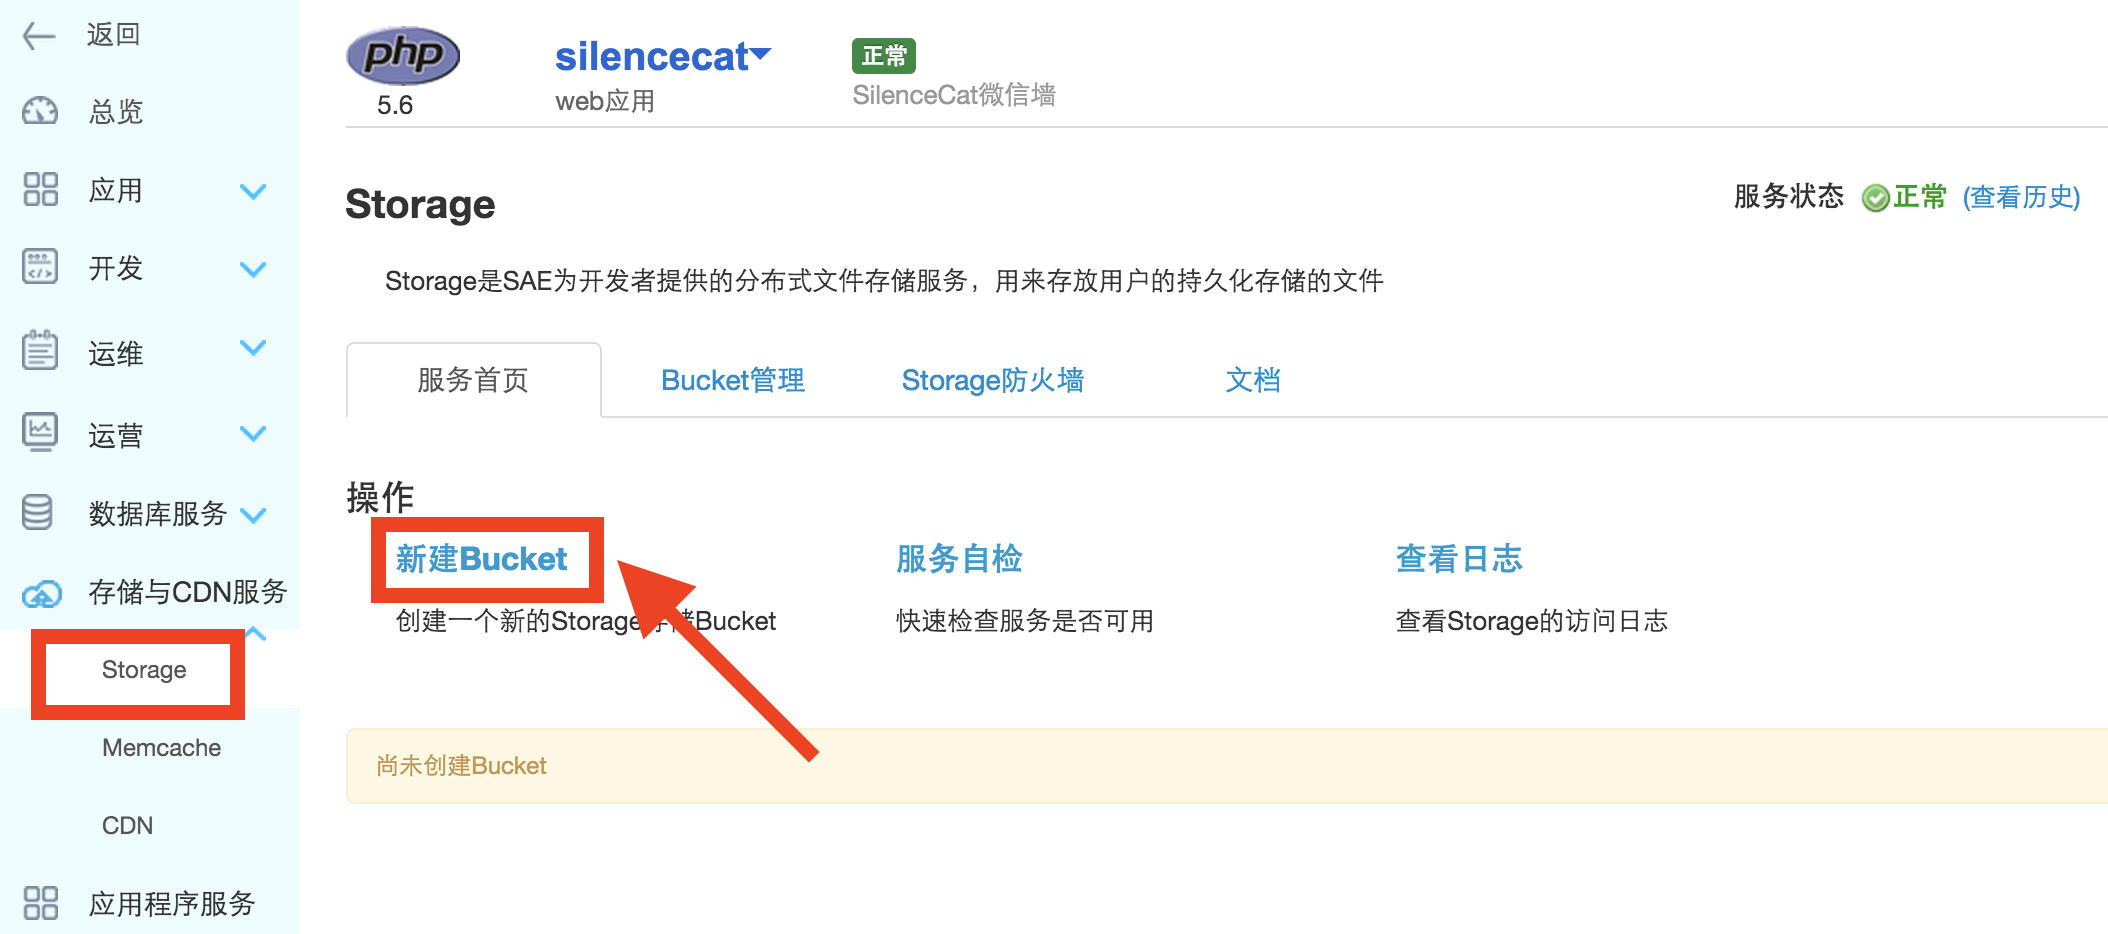 返回
总览
应用
开发
运维
运营
数据库服务
存储与CDN服务
Storage
Memcache
CDN
应用程序服务
php
5.6
silencecat
web应用
正常
SilenceCat微信墙
Storage
服务状态 正常 (查看历史)
Storage是SAE为开发者提供的分布式文件存储服务，用来存放用户的持久化存储的文件
服务首页 Bucket管理 Storage防火墙 文档
操作
新建Bucket 服务自检 查看日志
创建一个新的Storage存储Bucket 快速检查服务是否可用 查看Storage的访问日志
尚未创建Bucket